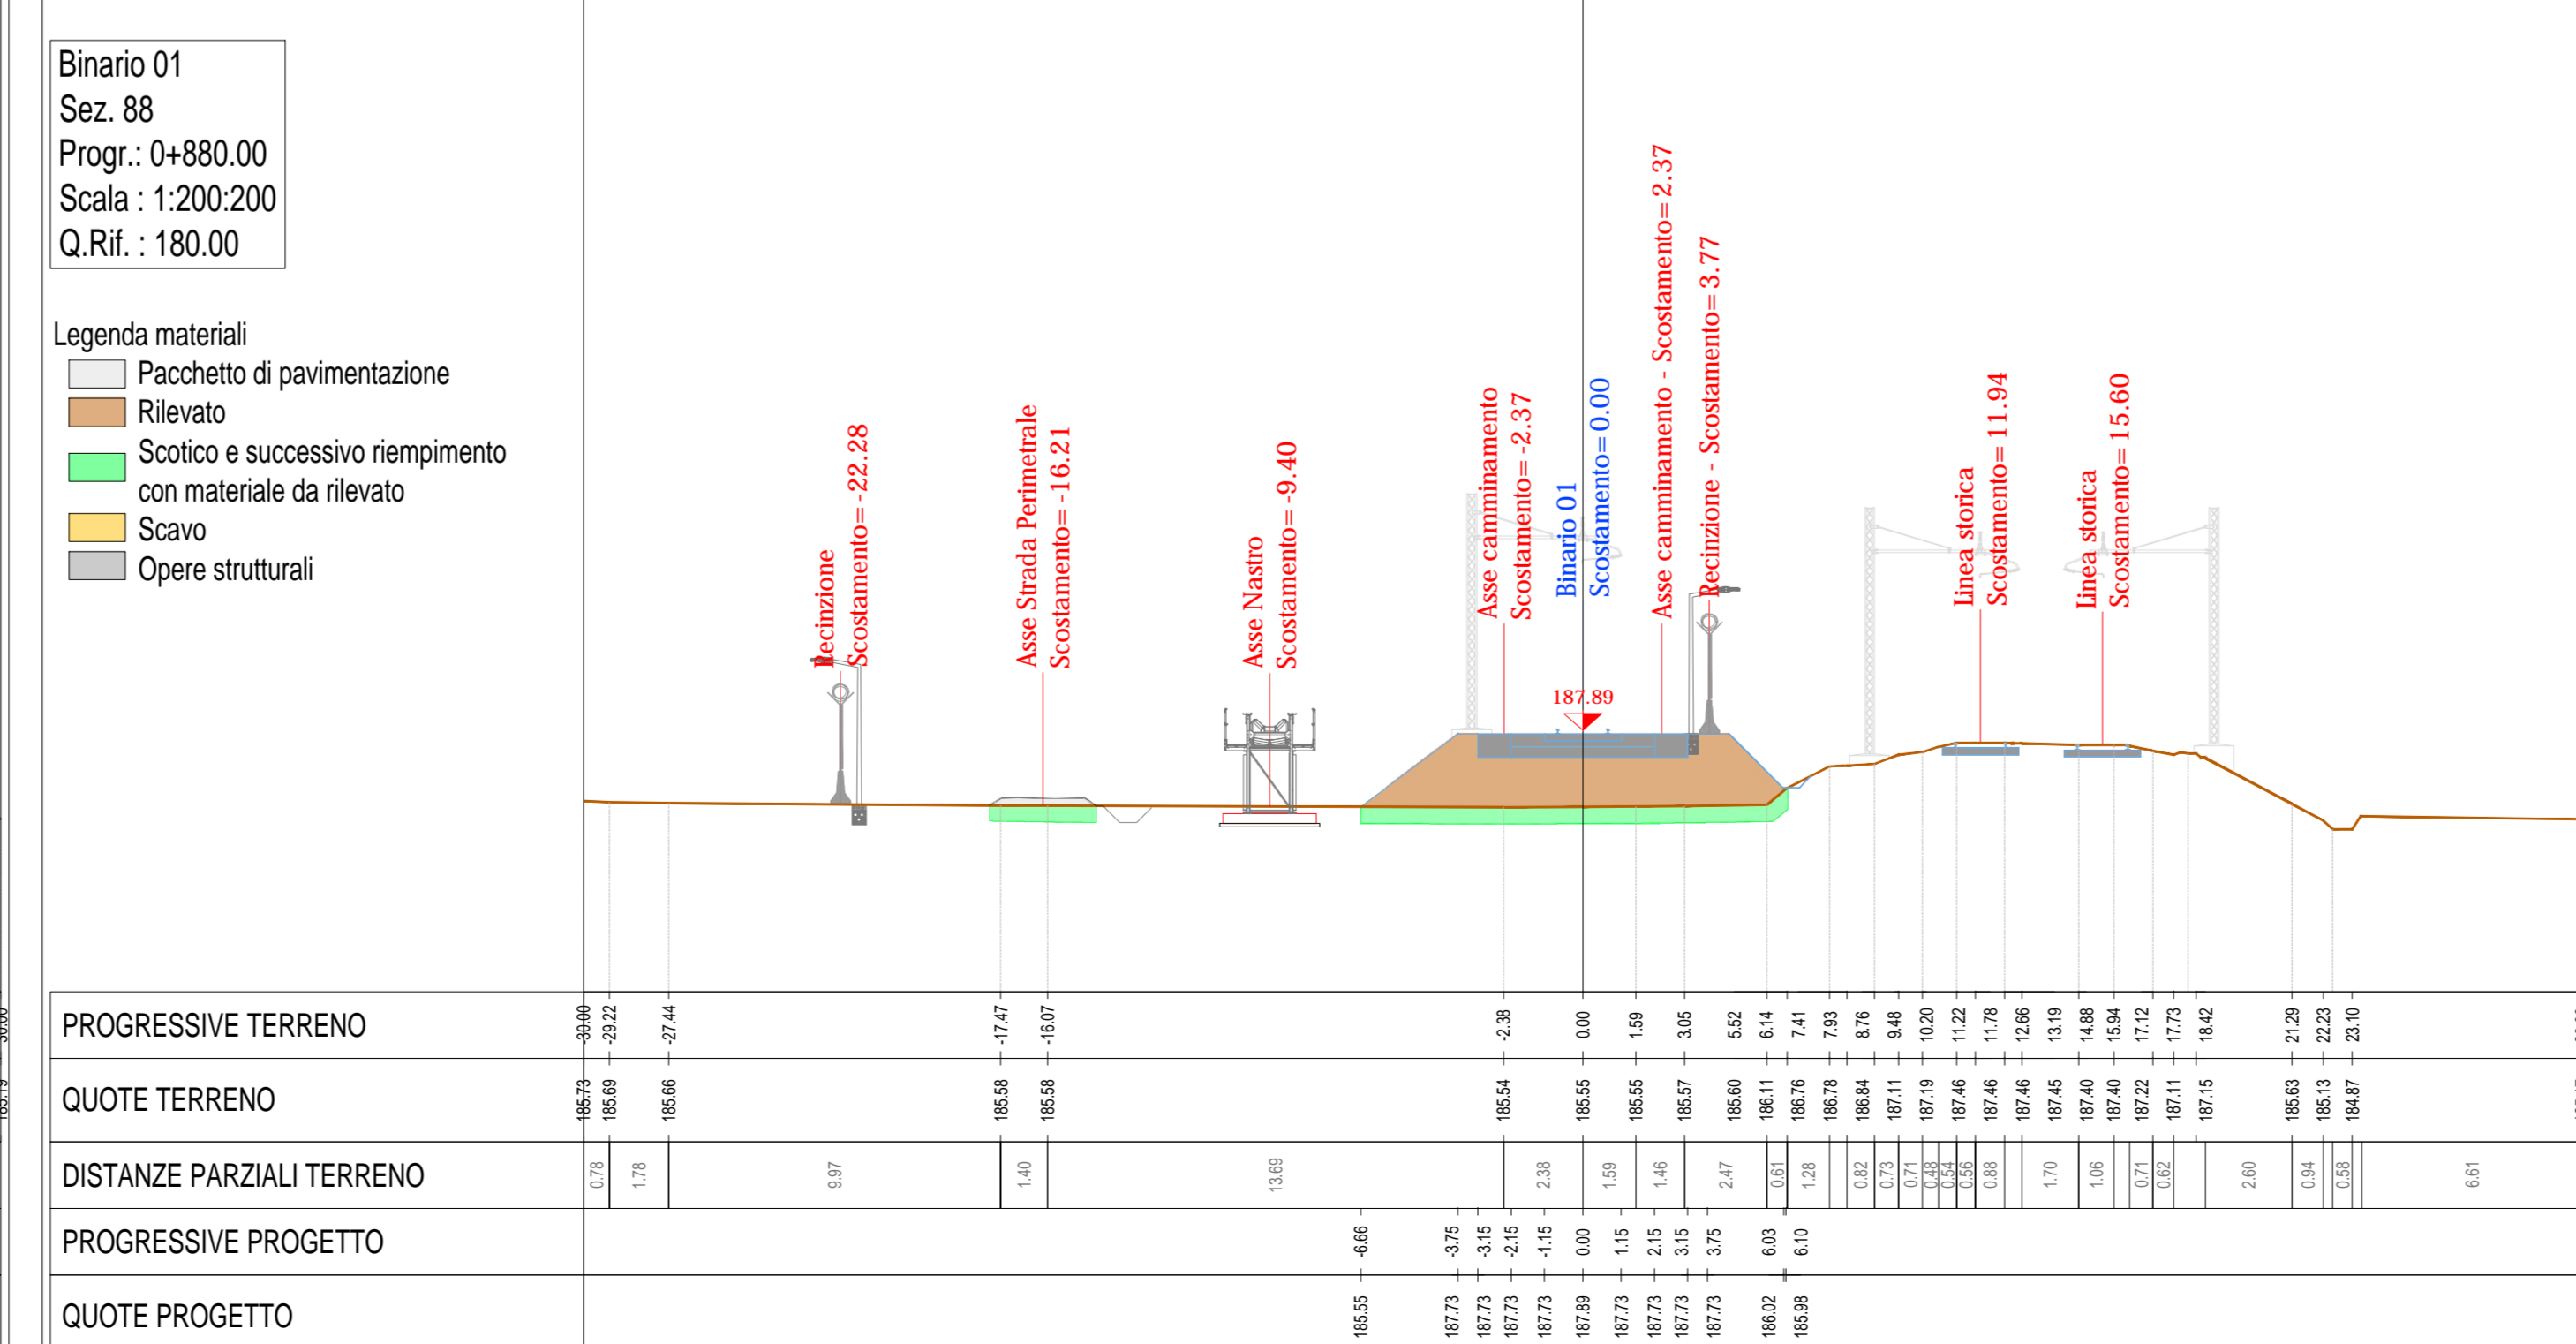 Binario 01
Sez. 88
Progr.: 0+880.00
Scala : 1:200:200
Q.Rif. : 180.00
Legenda materiali
Pacchetto di pavimentazione
Rilevato
Scotico e successivo riempimento
con materiale da rilevato
Scavo
Opere strutturali
Recinzione
Scostamento= -22.28
Asse Strada Perimetrale
Scostamento= -16.21
Asse Nastro
Scostamento= -9.40
Asse camminamento
Scostamento= -2.37
Binario 01
Scostamento= 0.00
Asse camminamento - Scostamento= 2.37
Recinzione - Scostamento= 3.77
Linea storica
Scostamento= 11.94
Linea storica
Scostamento= 15.60
187.89
PROGRESSIVE TERRENO
-30.00 -29.22 -27.44 -17.47 -16.07 -2.38 0.00 1.59 3.05 5.52 6.14 7.41 7.93 8.76 9.48 10.20 11.22 11.78 12.66 13.19 14.88 15.94 17.12 17.73 18.42 21.29 22.23 23.10
QUOTE TERRENO
185.73 185.69 185.66 185.58 185.58 185.54 185.55 185.55 185.57 185.60 186.11 186.76 186.78 186.84 187.11 187.19 187.46 187.46 187.46 187.45 187.40 187.40 187.22 187.11 187.15 185.63 185.13 184.87
DISTANZE PARZIALI TERRENO
0.78 1.78 9.97 1.40 13.69 2.38 1.59 1.46 2.47 0.61 1.28 0.82 0.73 0.71 0.48 0.54 0.56 0.88 1.70 1.06 0.71 0.62 2.60 0.94 0.58 6.61
PROGRESSIVE PROGETTO
-6.66 -3.75 -3.15 -2.15 -1.15 0.00 1.15 2.15 3.15 3.75 6.03 6.10
QUOTE PROGETTO
185.55 187.73 187.73 187.73 187.73 187.89 187.73 187.73 187.73 187.73 186.02 185.98